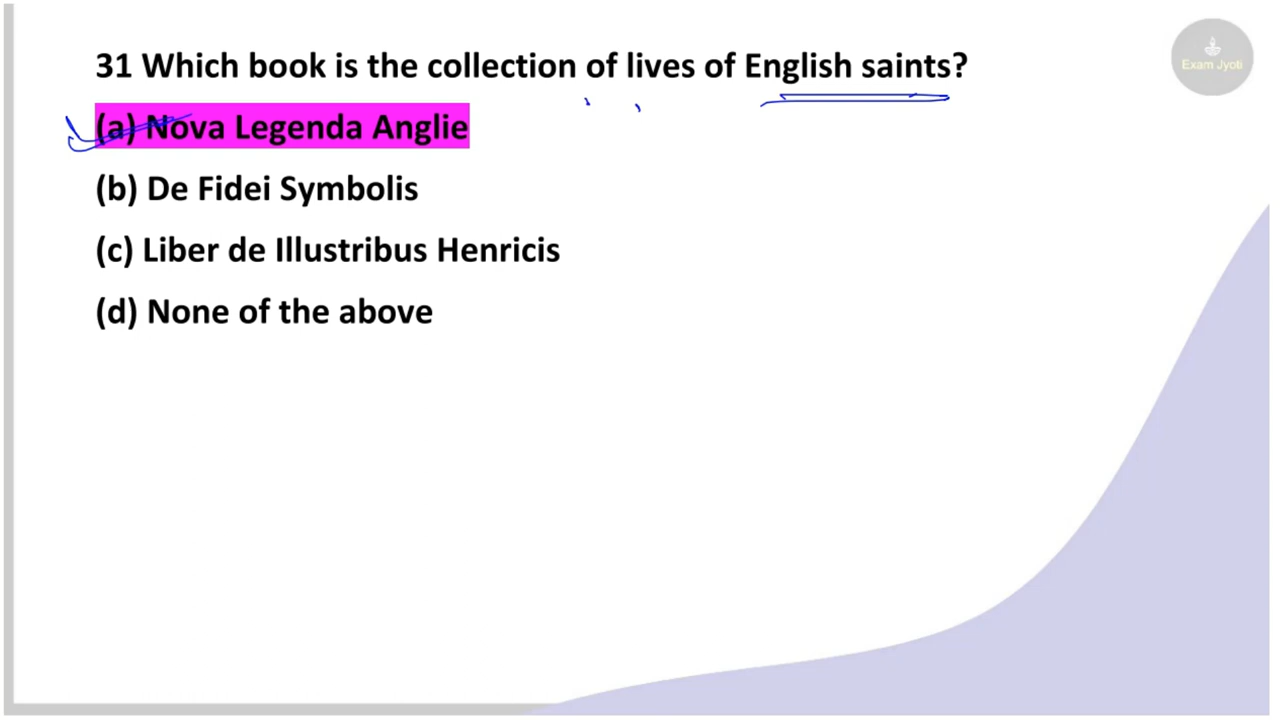 31 Which book is the collection of lives of English saints?
Exam Jyoti
(a) Nova Legenda Anglie
(b) De Fidei Symbolis
(c) Liber de Illustribus Henricis
(d) None of the above